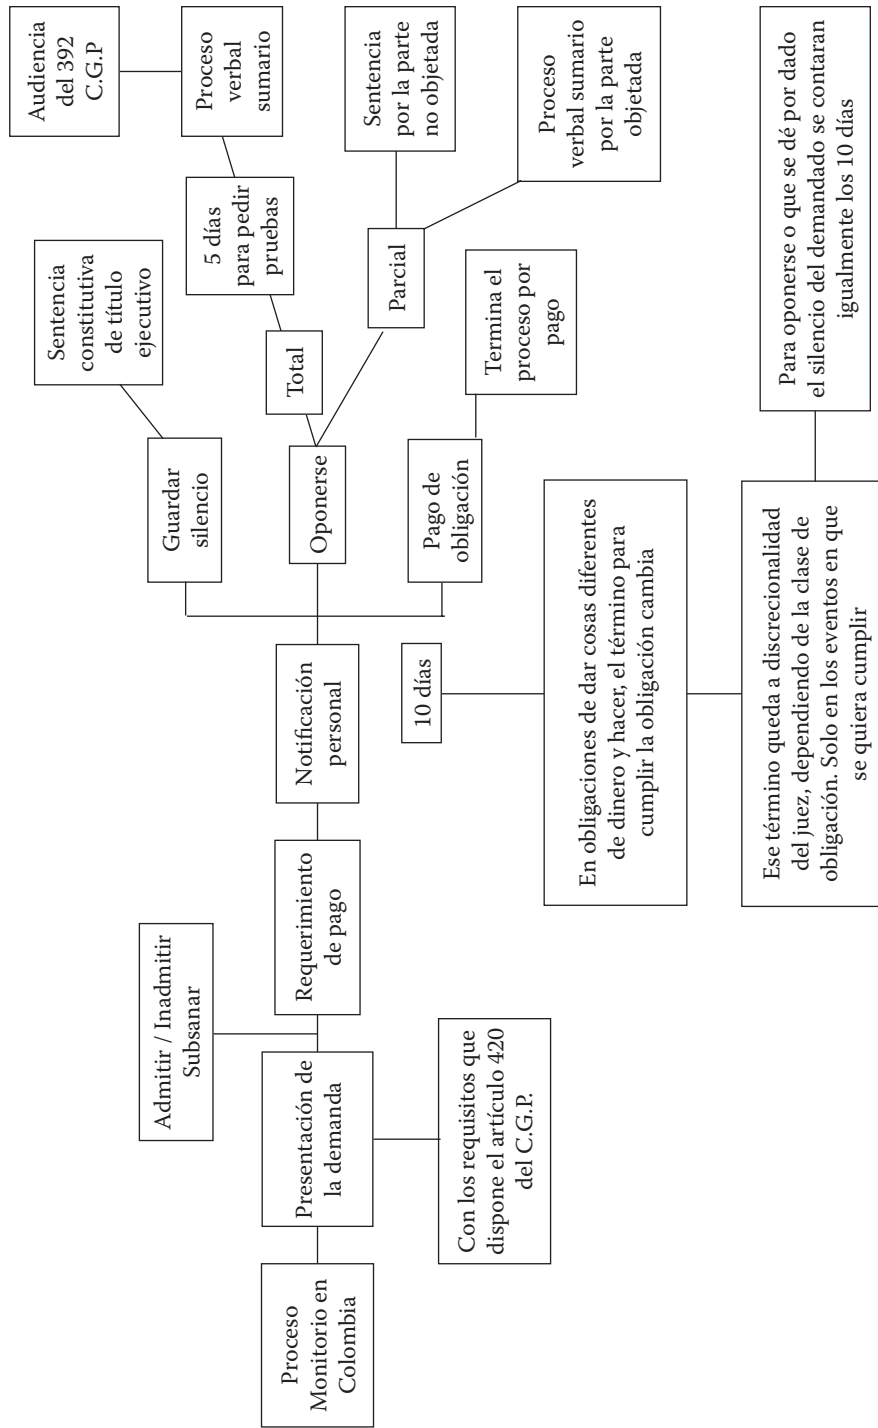 Proceso
Monitorio en
Colombia
Presentación de
la demanda
Con los requisitos que
dispone el artículo 420
del C.G.P.
Admitir / Inadmitir
Subsanar
Requerimiento
de pago
Notificación
personal
Guardar
silencio
Sentencia
constitutiva
de título
ejecutivo
Oponerse
Total
5 días
para pedir
pruebas
Proceso
verbal
sumario
Audiencia
del 392
C.G.P
Parcial
Sentencia
por la parte
no objetada
Proceso
verbal sumario
por la parte
objetada
Pago de
obligación
Termina el
proceso por
pago
10 días
En obligaciones de dar cosas diferentes
de dinero y hacer, el término para
cumplir la obligación cambia
Ese término queda a discrecionalidad
del juez, dependiendo de la clase de
obligación. Solo en los eventos en que
se quiera cumplir
Para oponerse o que se dé por dado
el silencio del demandado se contaran
igualmente los 10 días